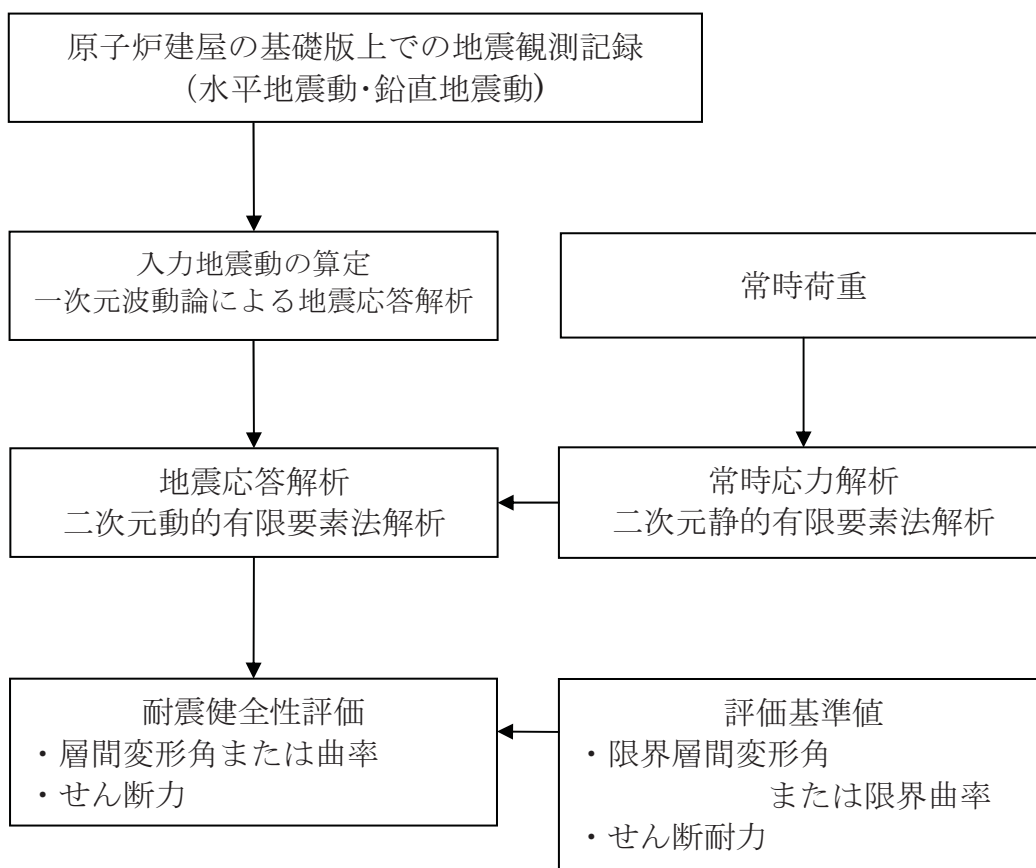 原子炉建屋の基礎版上での地震観測記録
(水平地震動・鉛直地震動)
入力地震動の算定
一次元波動論による地震応答解析
常時荷重
地震応答解析
二次元動的有限要素法解析
常時応力解析
二次元静的有限要素法解析
耐震健全性評価
・層間変形角または曲率
・せん断力
評価基準値
・限界層間変形角
または限界曲率
・せん断耐力